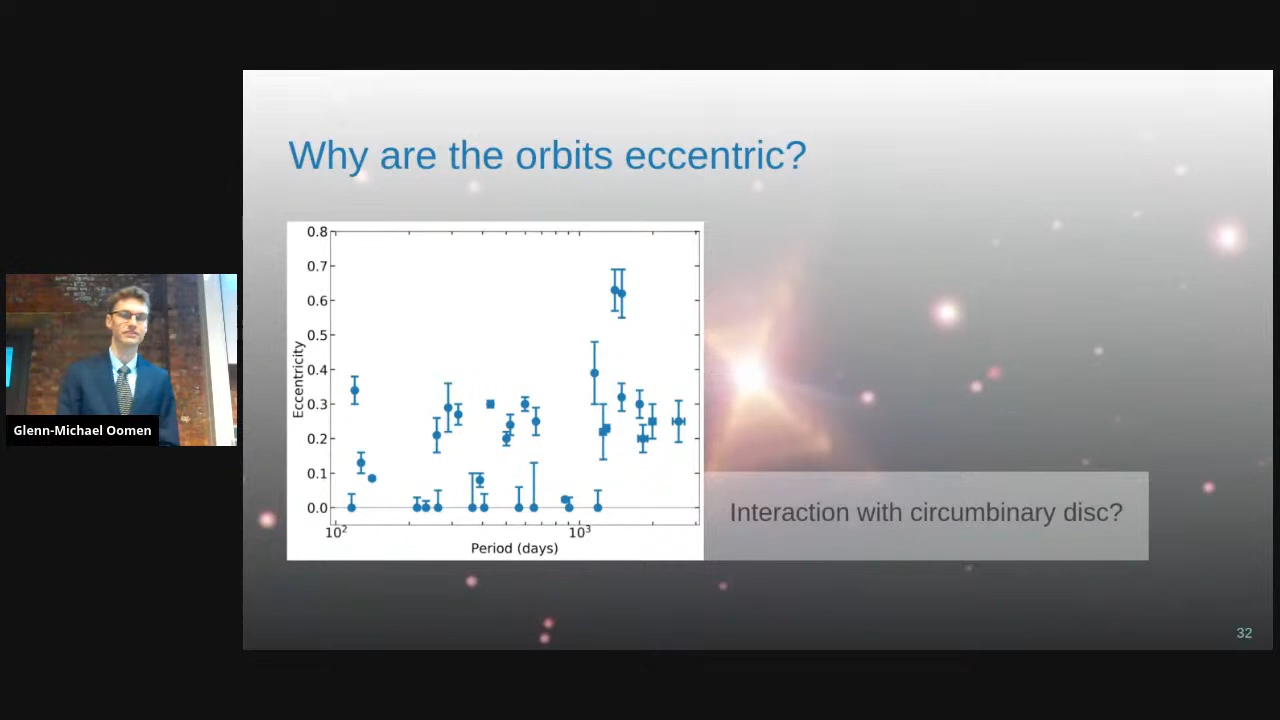 Why are the orbits eccentric?
0.8
0.7
0.6
0.5
0.4
0.3
0.2
0.1
0.0
Eccentricity
10²
10³
Period (days)
Glenn-Michael Oomen
Interaction with circumbinary disc?
32